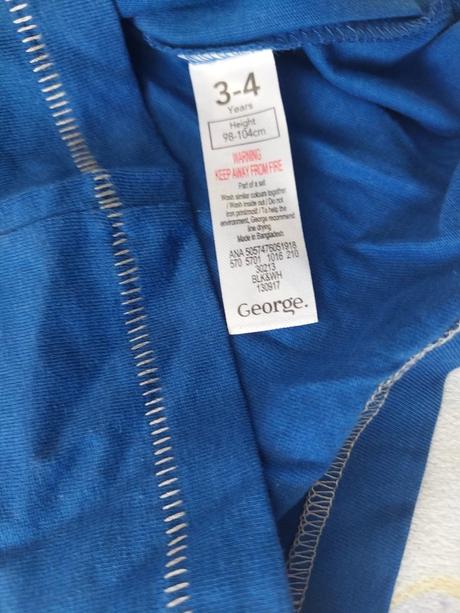 3-4
Years
Height
98-104cm
WARNING
KEEP AWAY FROM FIRE
Part of a set
Wash similar colours together
/ Wash inside out / Do not
iron print/motif / To help the
environment, George recommend
line drying.
Made in Bangladesh
ANA 5057476051918
570 5701 1016 210
30213
BLK&WH
130917
George.